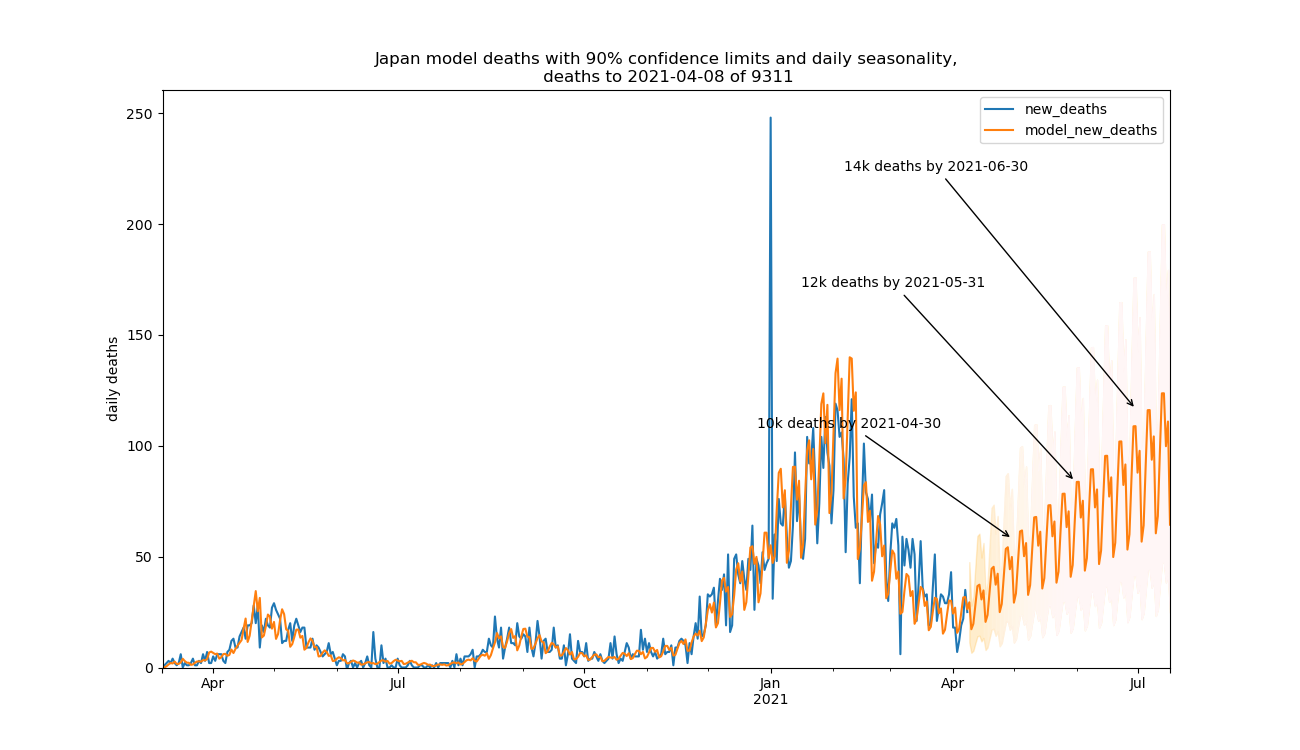 Japan model deaths with 90% confidence limits and daily seasonality,
deaths to 2021-04-08 of 9311
new_deaths
model_new_deaths
14k deaths by 2021-06-30
12k deaths by 2021-05-31
10k deaths by 2021-04-30
daily deaths
250
200
150
100
50
0
Apr
Jul
Oct
Jan
2021
Apr
Jul